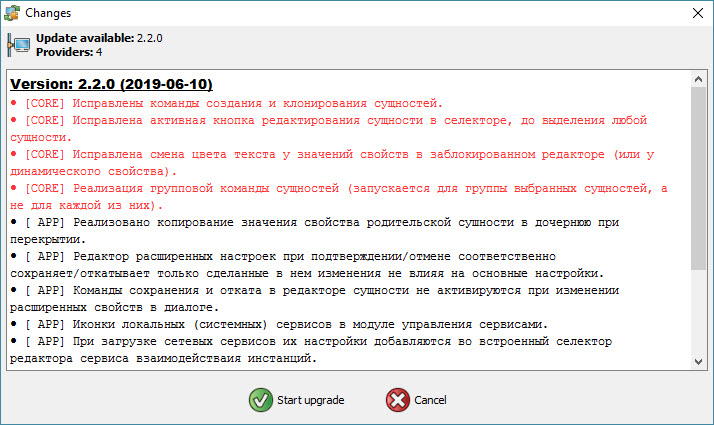 Changes
Update available: 2.2.0
Providers: 4
Version: 2.2.0 (2019-06-10)
• [CORE] Исправлены команды создания и клонирования сущностей.
• [CORE] Исправлена активная кнопка редактирования сущности в селекторе, до выделения любой
сущности.
• [CORE] Исправлена смена цвета текста у значений свойств в заблокированном редакторе (или у
динамического свойства).
• [CORE] Реализация групповой команды сущностей (запускается для группы выбранных сущностей, а
не для каждой из них).
• [ APP] Реализовано копирование значения свойства родительской сущности в дочернюю при
перекрытии.
• [ APP] Редактор расширенных настроек при подтверждении/отмене соответственно
сохраняет/откатывает только сделанные в нем изменения не влияя на основные настройки.
• [ APP] Команды сохранения и отката в редакторе сущности не активируются при изменении
расширенных свойств в диалоге.
• [ APP] Иконки локальных (системных) сервисов в модуле управления сервисами.
• [ APP] При загрузке сетевых сервисов их настройки добавляются во встроенный селектор
редактора сервиса взаимодействаия инстанций.
Start upgrade
Cancel